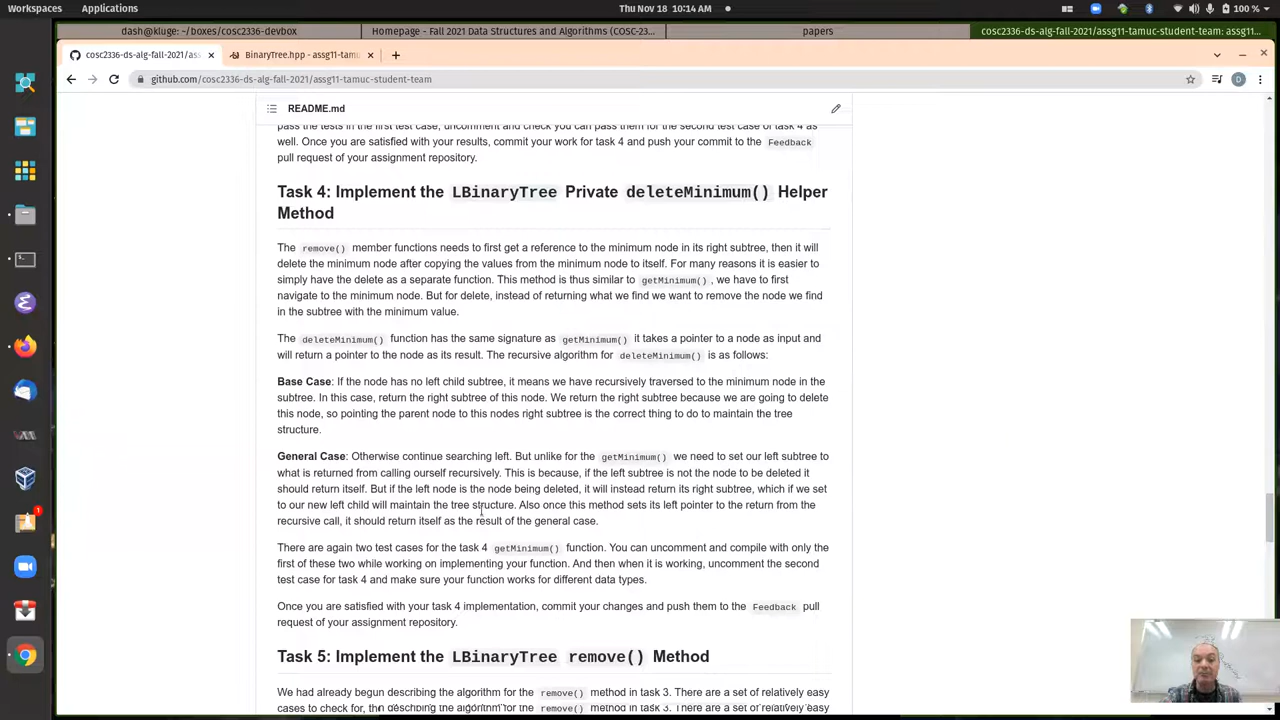 Workspaces Applications Thu Nov 18 10:14 AM 100 %
dash@kluge: ~/boxes/cosc2336-devbox Homepage - Fall 2021 Data Structures and Algorithms (COSC-23... papers cosc2336-ds-alg-fall-2021/assg11-tamuc-student-team: assg11...
cosc2336-ds-alg-fall-2021/ass BinaryTree.hpp - assg11-tamu
github.com/cosc2336-ds-alg-fall-2021/assg11-tamuc-student-team D
README.md
pass the tests in the first test case, uncomment and check you can pass them for the second test case of task 4 as
well. Once you are satisfied with your results, commit your work for task 4 and push your commit to the Feedback
pull request of your assignment repository.
Task 4: Implement the LBinaryTree Private deleteMinimum() Helper
Method
The remove() member functions needs to first get a reference to the minimum node in its right subtree, then it will
delete the minimum node after copying the values from the minimum node to itself. For many reasons it is easier to
simply have the delete as a separate function. This method is thus similar to getMinimum() , we have to first
navigate to the minimum node. But for delete, instead of returning what we find we want to remove the node we find
in the subtree with the minimum value.
The deleteMinimum() function has the same signature as getMinimum() it takes a pointer to a node as input and
will return a pointer to the node as its result. The recursive algorithm for deleteMinimum() is as follows:
Base Case: If the node has no left child subtree, it means we have recursively traversed to the minimum node in the
subtree. In this case, return the right subtree of this node. We return the right subtree because we are going to delete
this node, so pointing the parent node to this nodes right subtree is the correct thing to do to maintain the tree
structure.
General Case: Otherwise continue searching left. But unlike for the getMinimum() we need to set our left subtree to
what is returned from calling ourself recursively. This is because, if the left subtree is not the node to be deleted it
should return itself. But if the left node is the node being deleted, it will instead return its right subtree, which if we set
to our new left child will maintain the tree structure. Also once this method sets its left pointer to the return from the
recursive call, it should return itself as the result of the general case.
There are again two test cases for the task 4 getMinimum() function. You can uncomment and compile with only the
first of these two while working on implementing your function. And then when it is working, uncomment the second
test case for task 4 and make sure your function works for different data types.
Once you are satisfied with your task 4 implementation, commit your changes and push them to the Feedback pull
request of your assignment repository.
Task 5: Implement the LBinaryTree remove() Method
We had already begun describing the algorithm for the remove() method in task 3. There are a set of relatively easy